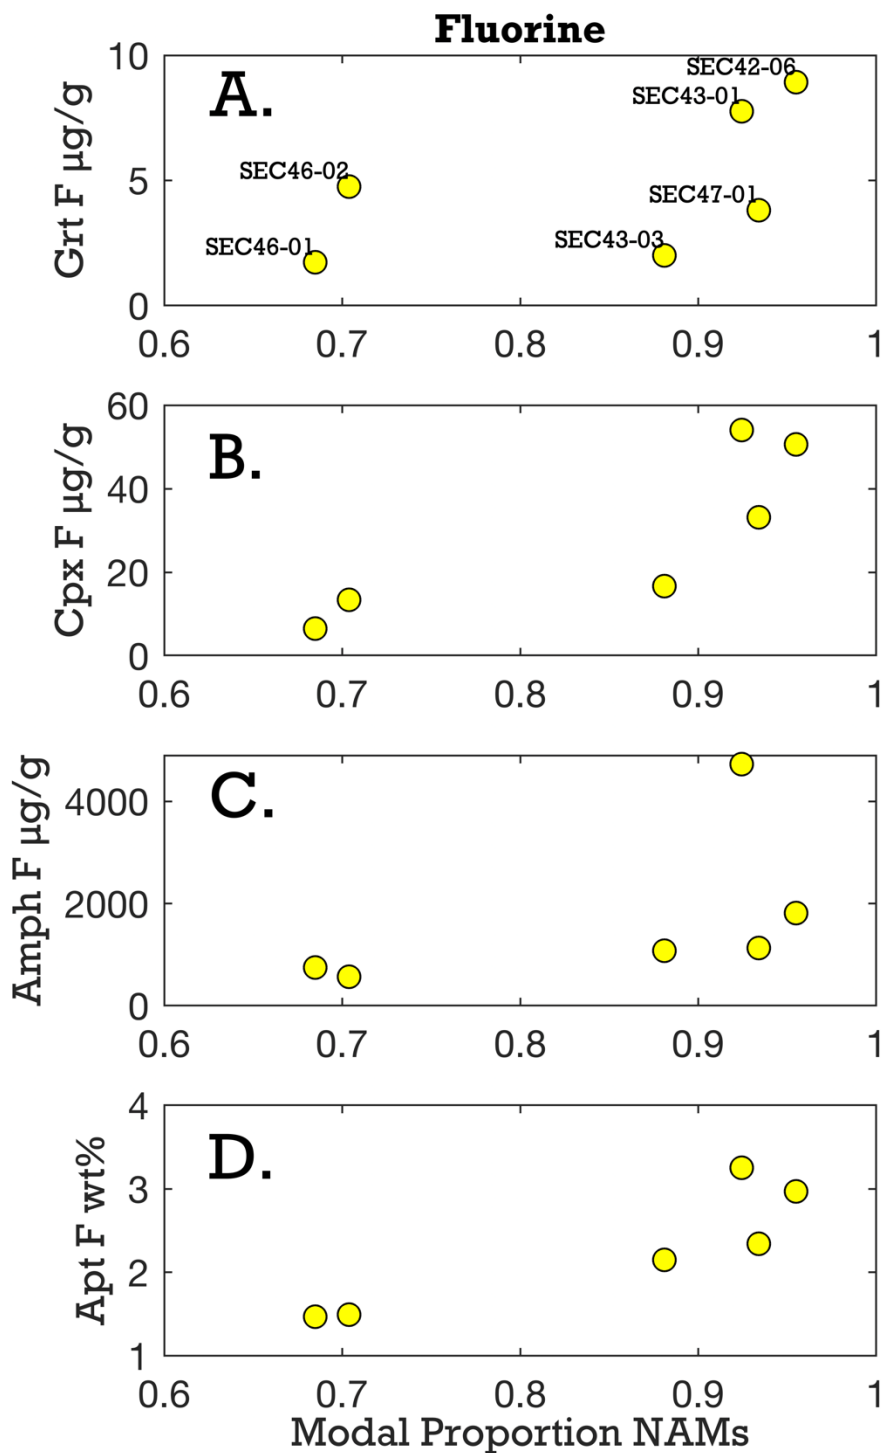 Fluorine
A.
Grt F µg/g
10
5
0
SEC42-06
SEC43-01
SEC46-02
SEC47-01
SEC46-01
SEC43-03
0.6 0.7 0.8 0.9 1
B.
Cpx F µg/g
60
40
20
0
0.6 0.7 0.8 0.9 1
C.
Amph F µg/g
4000
2000
0
0.6 0.7 0.8 0.9 1
D.
Apt F wt%
4
3
2
1
0.6 0.7 0.8 0.9 1
Modal Proportion NAMs